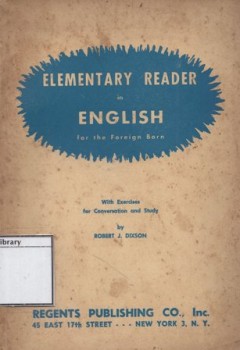 ELEMENTARY READER
in
ENGLISH
for the Foreign Born
With Exercises
for Conversation and Study
by
ROBERT J. DIXSON
Library
REGENTS PUBLISHING CO., Inc.
45 EAST 17th STREET - - - NEW YORK 3, N. Y.